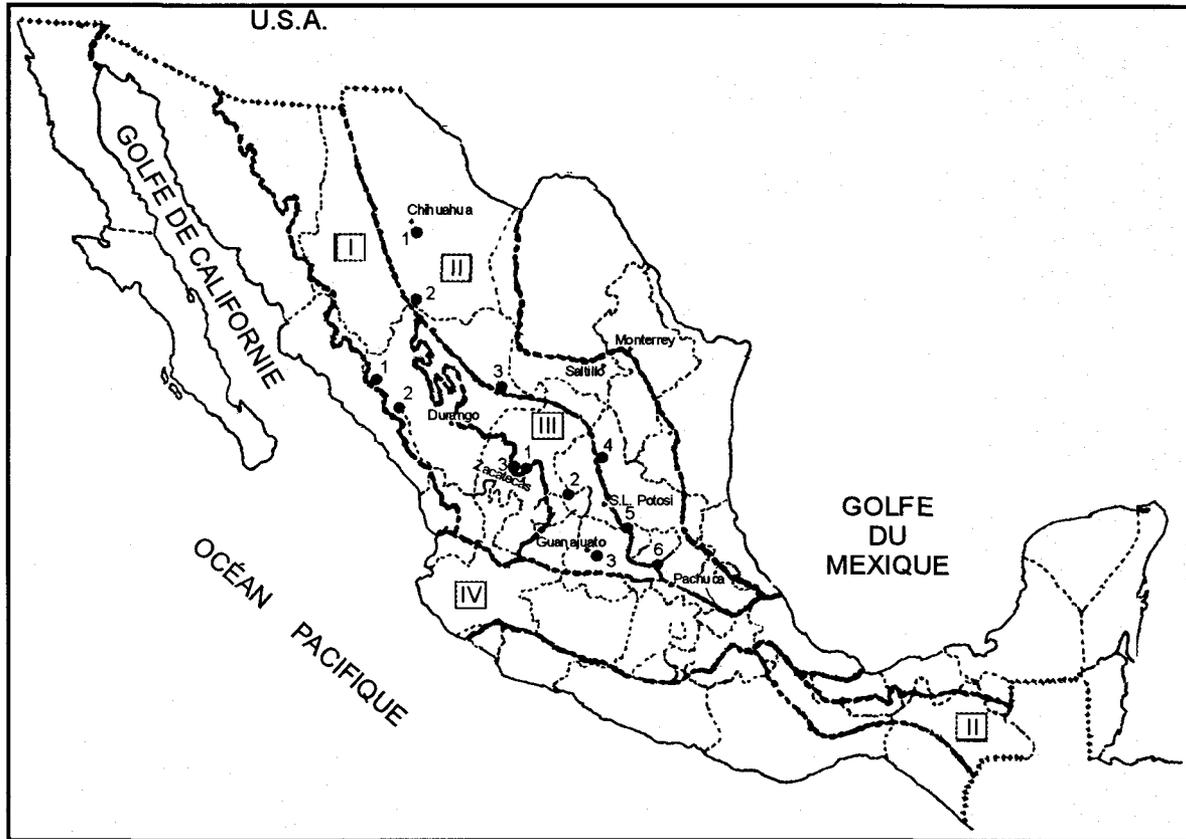 U.S.A.
GOLFE DE CALIFORNIE
Chihuahua
1
I
II
2
Monterrey
Saltillo
3
1
2
Durango
III
4
3
1
Zacatecas
2
S.L. Potosi
5
GOLFE
DU
MEXIQUE
Guanajuato
3
6
Pachuca
OCÉAN PACIFIQUE
IV
II